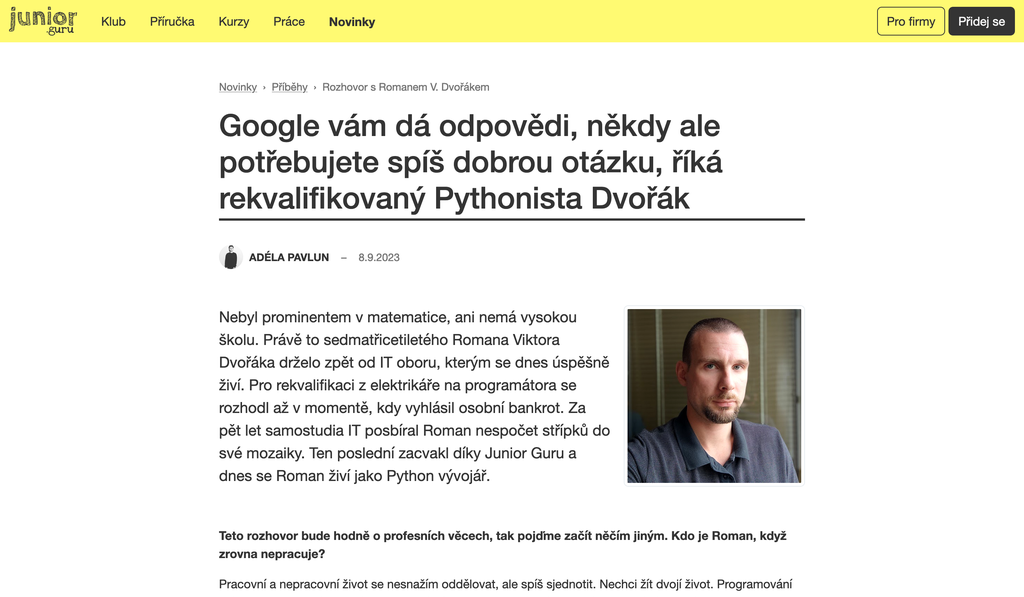 junior
.guru
Klub
Příručka
Kurzy
Práce
Novinky
Pro firmy
Přidej se
Novinky › Příběhy › Rozhovor s Romanem V. Dvořákem
Google vám dá odpovědi, někdy ale
potřebujete spíš dobrou otázku, říká
rekvalifikovaný Pythonista Dvořák
ADÉLA PAVLUN – 8.9.2023
Nebyl prominentem v matematice, ani nemá vysokou
školu. Právě to sedmatřicetiletého Romana Viktora
Dvořáka drželo zpět od IT oboru, kterým se dnes úspěšně
živí. Pro rekvalifikaci z elektrikáře na programátora se
rozhodl až v momentě, kdy vyhlásil osobní bankrot. Za
pět let samostudia IT posbíral Roman nespočet střípků do
své mozaiky. Ten poslední zacvakl díky Junior Guru a
dnes se Roman živí jako Python vývojář.
Teto rozhovor bude hodně o profesních věcech, tak pojďme začít něčím jiným. Kdo je Roman, když
zrovna nepracuje?
Pracovní a nepracovní život se nesnažím oddělovat, ale spíš sjednotit. Nechci žít dvojí život. Programování